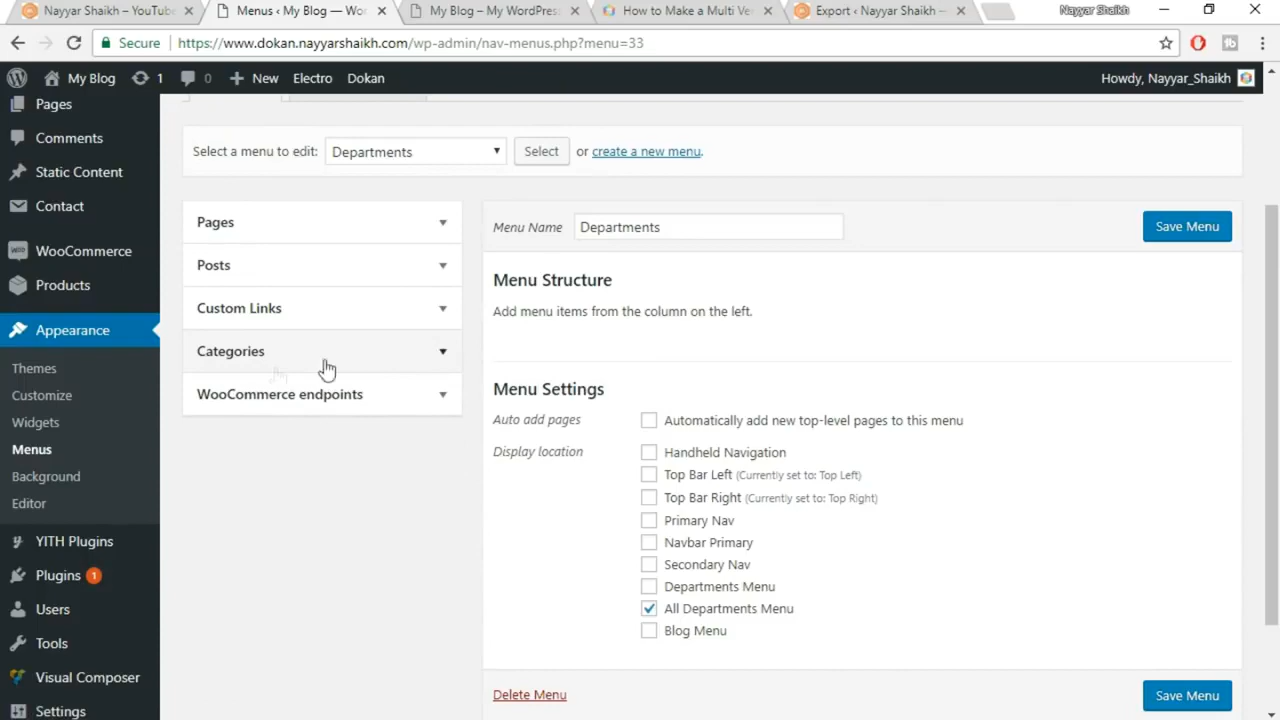 Nayyar Shaikh – YouTub
Menus ‹ My Blog — Wo
My Blog – My WordPres
How to Make a Multi Ve
Export ‹ Nayyar Shaikh —
Nayyar Shaikh
Secure
https://www.dokan.nayyarshaikh.com/wp-admin/nav-menus.php?menu=33
My Blog
1
0
New
Electro
Dokan
Howdy, Nayyar_Shaikh
Pages
Comments
Static Content
Contact
WooCommerce
Products
Appearance
Themes
Customize
Widgets
Menus
Background
Editor
YITH Plugins
Plugins 1
Users
Tools
Visual Composer
Settings
Select a menu to edit: Departments Select or create a new menu.
Pages
Posts
Custom Links
Categories
WooCommerce endpoints
Menu Name Departments Save Menu
Menu Structure
Add menu items from the column on the left.
Menu Settings
Auto add pages Automatically add new top-level pages to this menu
Display location Handheld Navigation
Top Bar Left (Currently set to: Top Left)
Top Bar Right (Currently set to: Top Right)
Primary Nav
Navbar Primary
Secondary Nav
Departments Menu
All Departments Menu
Blog Menu
Delete Menu Save Menu